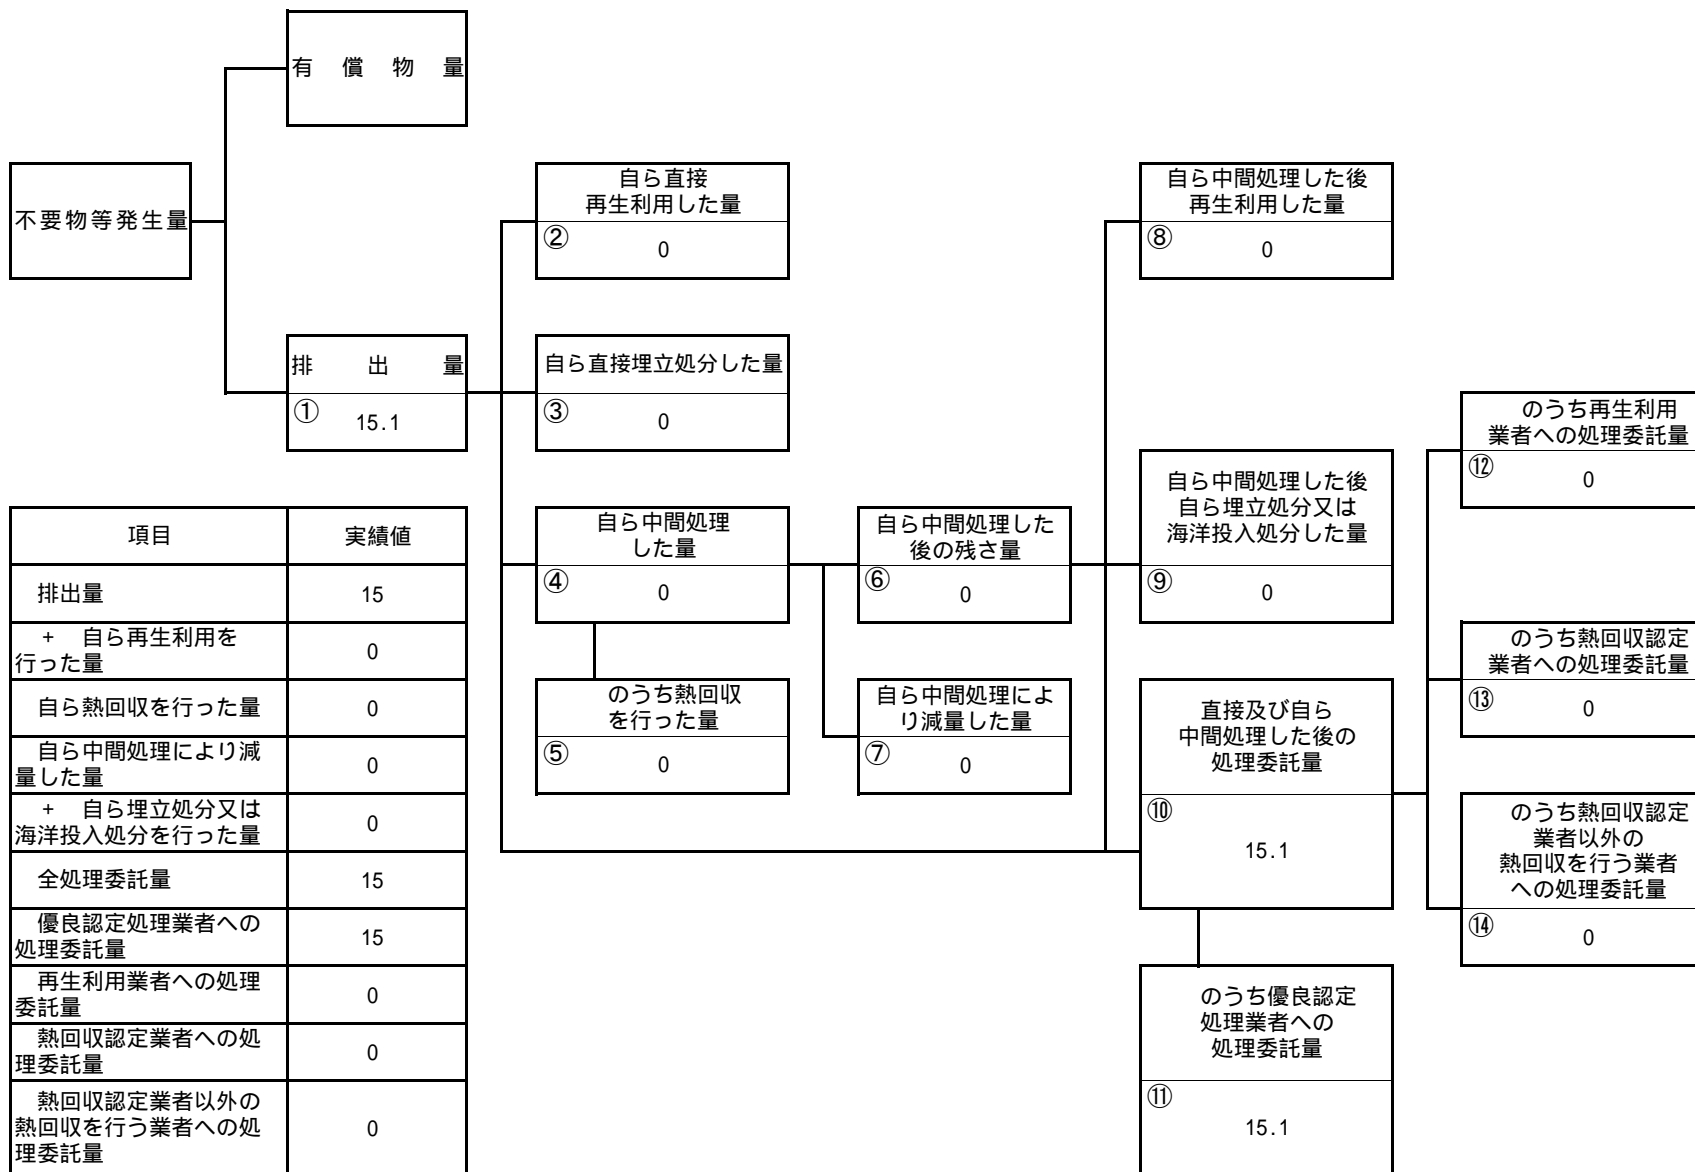 有償物量
不要物等発生量
自ら直接
再生利用した量
② 0
自ら中間処理した後
再生利用した量
⑧ 0
排出量
① 15.1
自ら直接埋立処分した量
③ 0
のうち再生利用
業者への処理委託量
⑫ 0
自ら中間処理した後
自ら埋立処分又は
海洋投入処分した量
⑨ 0
自ら中間処理
した量
④ 0
自ら中間処理した
後の残さ量
⑥ 0
のうち熱回収認定
業者への処理委託量
⑬ 0
のうち熱回収
を行った量
⑤ 0
自ら中間処理によ
り減量した量
⑦ 0
直接及び自ら
中間処理した後の
処理委託量
⑩
15.1
のうち熱回収認定
業者以外の
熱回収を行う業者
への処理委託量
⑭ 0
のうち優良認定
処理業者への
処理委託量
⑪
15.1
項目 実績値
排出量 15
+ 自ら再生利用を
行った量 0
自ら熱回収を行った量 0
自ら中間処理により減
量した量 0
+ 自ら埋立処分又は
海洋投入処分を行った量 0
全処理委託量 15
優良認定処理業者への
処理委託量 15
再生利用業者への処理
委託量 0
熱回収認定業者への処
理委託量 0
熱回収認定業者以外の
熱回収を行う業者への処
理委託量 0